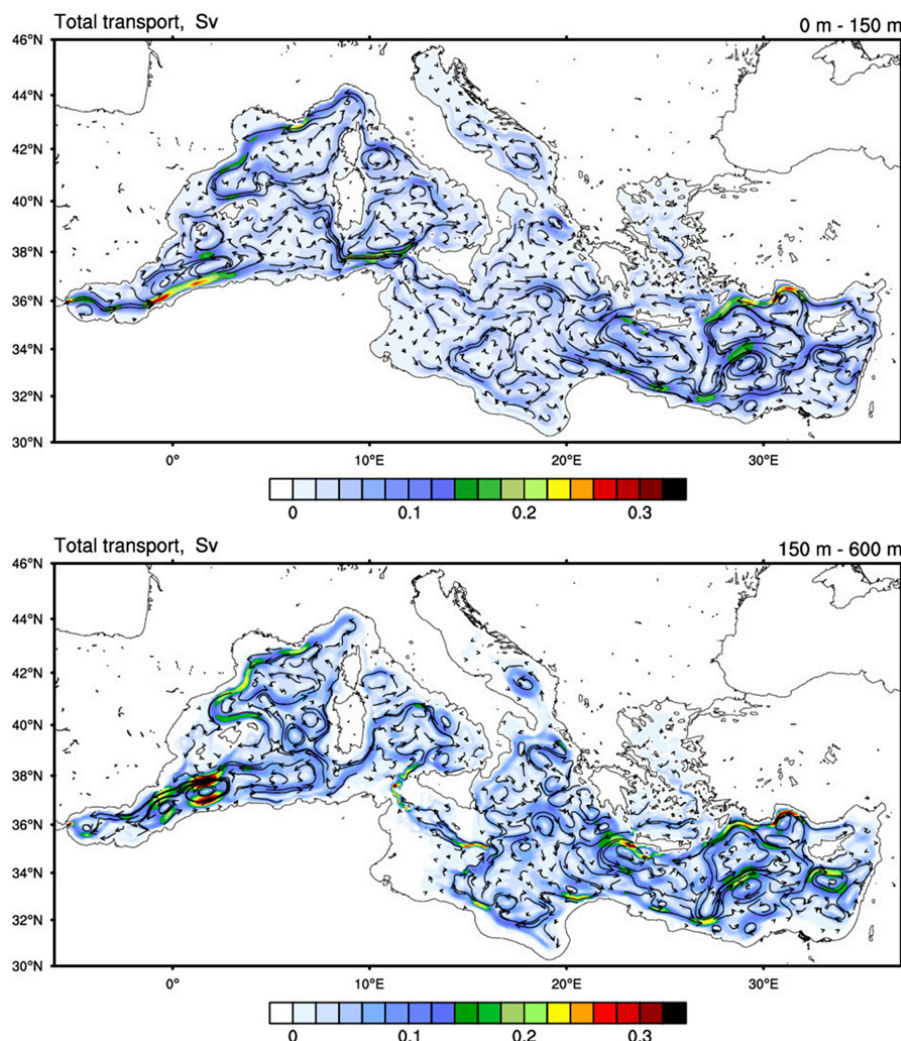 Total transport, Sv 0 m - 150 m
46°N
44°N
42°N
40°N
38°N
36°N
34°N
32°N
30°N
0° 10°E 20°E 30°E
0 0.1 0.2 0.3
Total transport, Sv 150 m - 600 m
46°N
44°N
42°N
40°N
38°N
36°N
34°N
32°N
30°N
0° 10°E 20°E 30°E
0 0.1 0.2 0.3